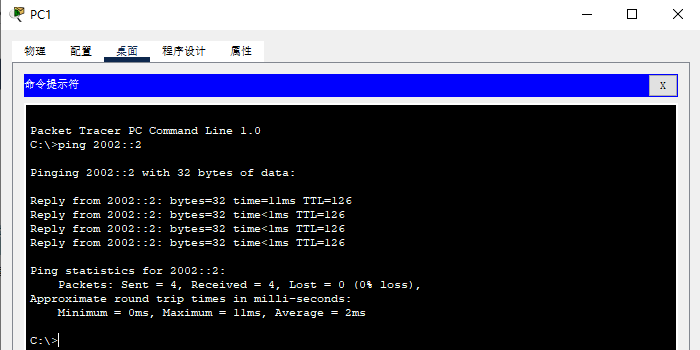 PC1
物理 配置 桌面 程序设计 属性
命令提示符 X
Packet Tracer PC Command Line 1.0
C:\>ping 2002::2
Pinging 2002::2 with 32 bytes of data:
Reply from 2002::2: bytes=32 time=11ms TTL=126
Reply from 2002::2: bytes=32 time<1ms TTL=126
Reply from 2002::2: bytes=32 time<1ms TTL=126
Reply from 2002::2: bytes=32 time<1ms TTL=126
Ping statistics for 2002::2:
Packets: Sent = 4, Received = 4, Lost = 0 (0% loss),
Approximate round trip times in milli-seconds:
Minimum = 0ms, Maximum = 11ms, Average = 2ms
C:\>